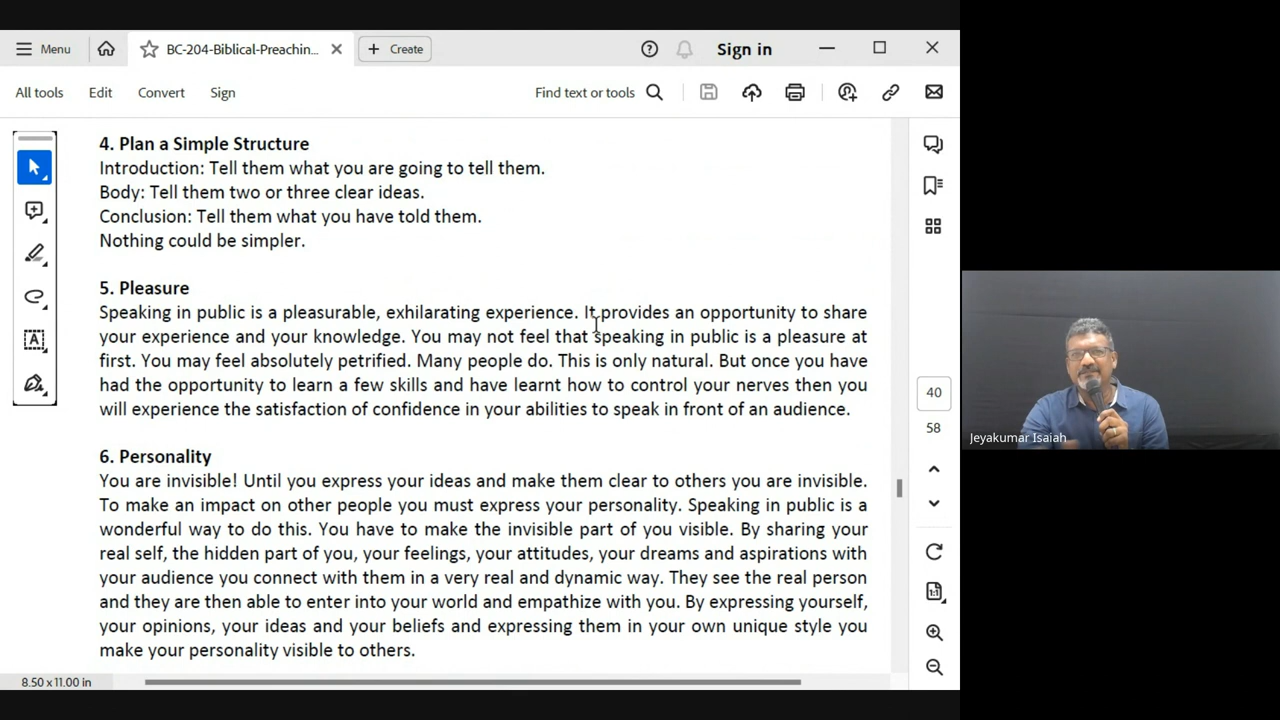 Menu
BC-204-Biblical-Preachin...
Create
Sign in
All tools
Edit
Convert
Sign
Find text or tools
4. Plan a Simple Structure
Introduction: Tell them what you are going to tell them.
Body: Tell them two or three clear ideas.
Conclusion: Tell them what you have told them.
Nothing could be simpler.
5. Pleasure
Speaking in public is a pleasurable, exhilarating experience. It provides an opportunity to share
your experience and your knowledge. You may not feel that speaking in public is a pleasure at
first. You may feel absolutely petrified. Many people do. This is only natural. But once you have
had the opportunity to learn a few skills and have learnt how to control your nerves then you
will experience the satisfaction of confidence in your abilities to speak in front of an audience.
6. Personality
You are invisible! Until you express your ideas and make them clear to others you are invisible.
To make an impact on other people you must express your personality. Speaking in public is a
wonderful way to do this. You have to make the invisible part of you visible. By sharing your
real self, the hidden part of you, your feelings, your attitudes, your dreams and aspirations with
your audience you connect with them in a very real and dynamic way. They see the real person
and they are then able to enter into your world and empathize with you. By expressing yourself,
your opinions, your ideas and your beliefs and expressing them in your own unique style you
make your personality visible to others.
40
58
1:1
8.50 x 11.00 in
Jeyakumar Isaiah